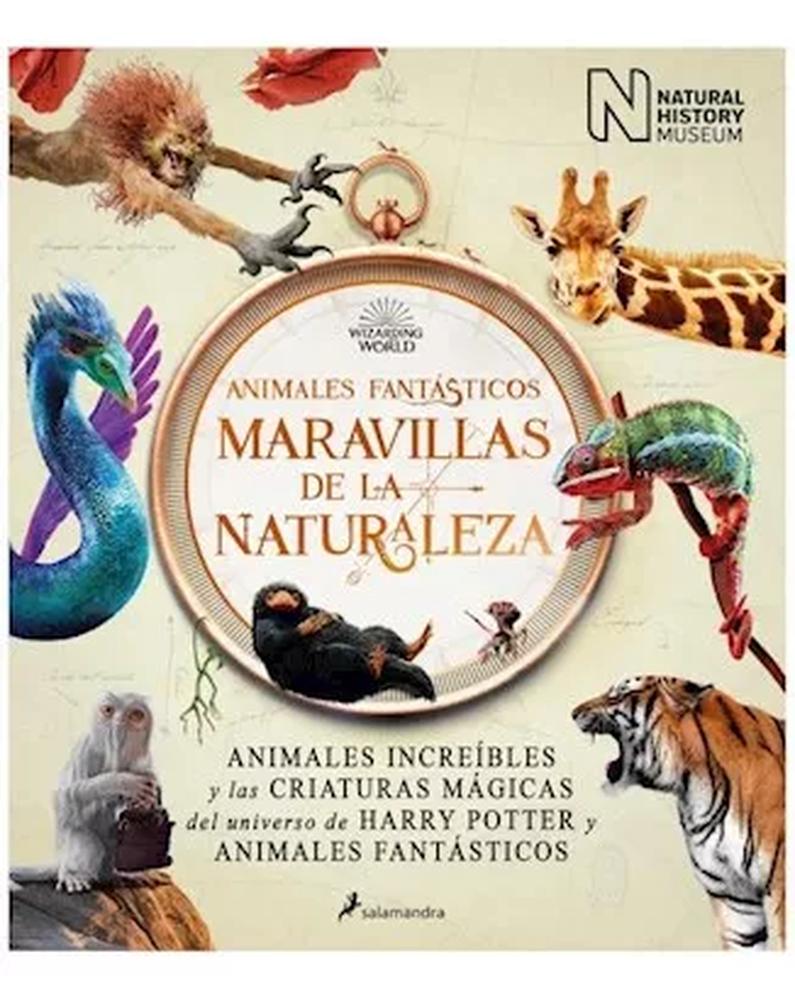 NATURAL
HISTORY
MUSEUM
WIZARDING
WORLD
ANIMALES FANTÁSTICOS
MARAVILLAS
DE LA
NATURALEZA
ANIMALES INCREÍBLES
y las CRIATURAS MÁGICAS
del universo de HARRY POTTER y
ANIMALES FANTÁSTICOS
salamandra